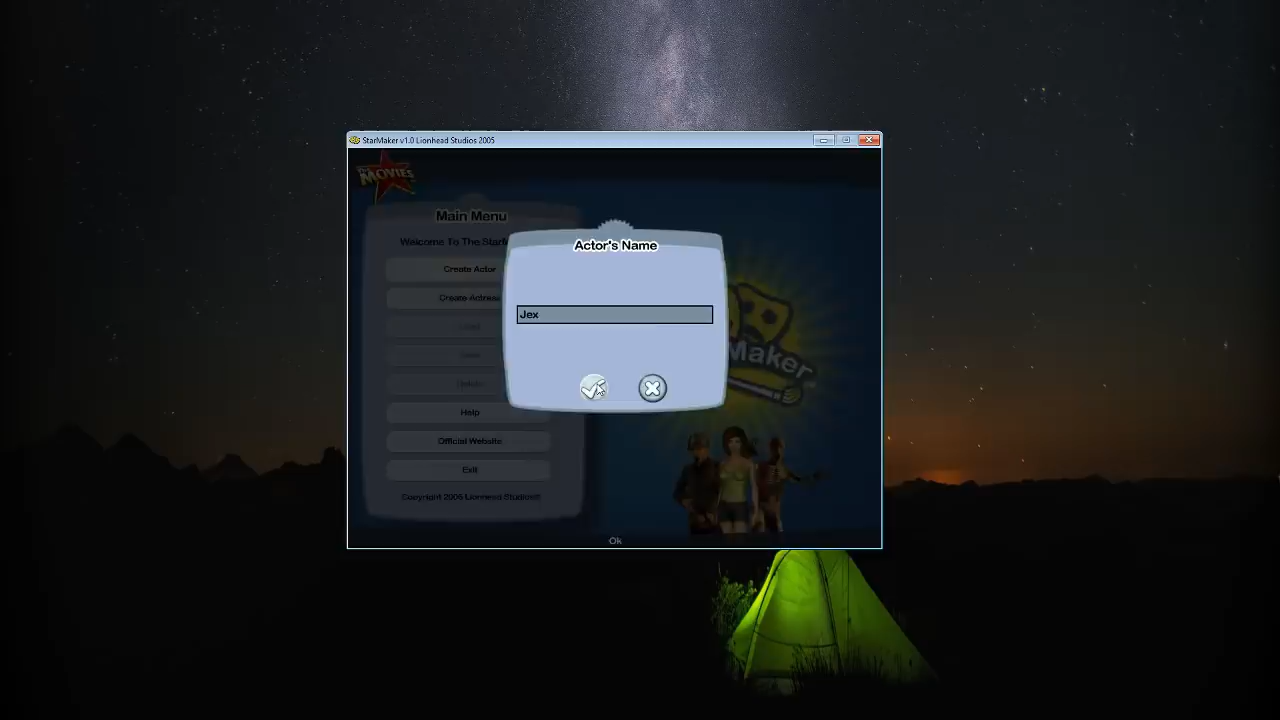 StarMaker v1.0 Lionhead Studios 2005
MOVIES
Main Menu
Welcome To The StarM
Create Actor
Create Actress
Help
Official Website
Exit
Copyright 2005 Lionhead Studios®
Actor's Name
Jex
Maker
Ok